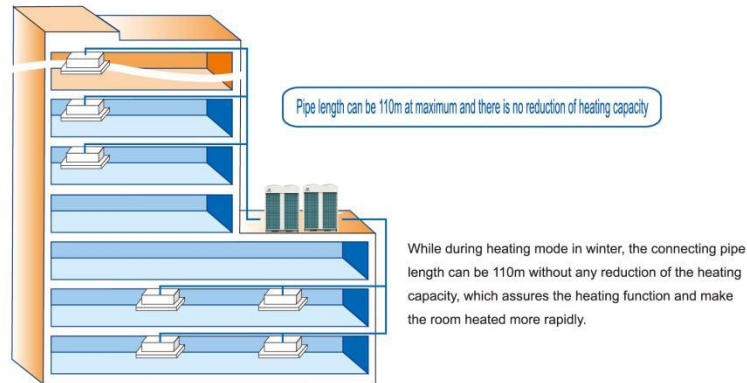 Pipe length can be 110m at maximum and there is no reduction of heating capacity
While during heating mode in winter, the connecting pipe
length can be 110m without any reduction of the heating
capacity, which assures the heating function and make
the room heated more rapidly.